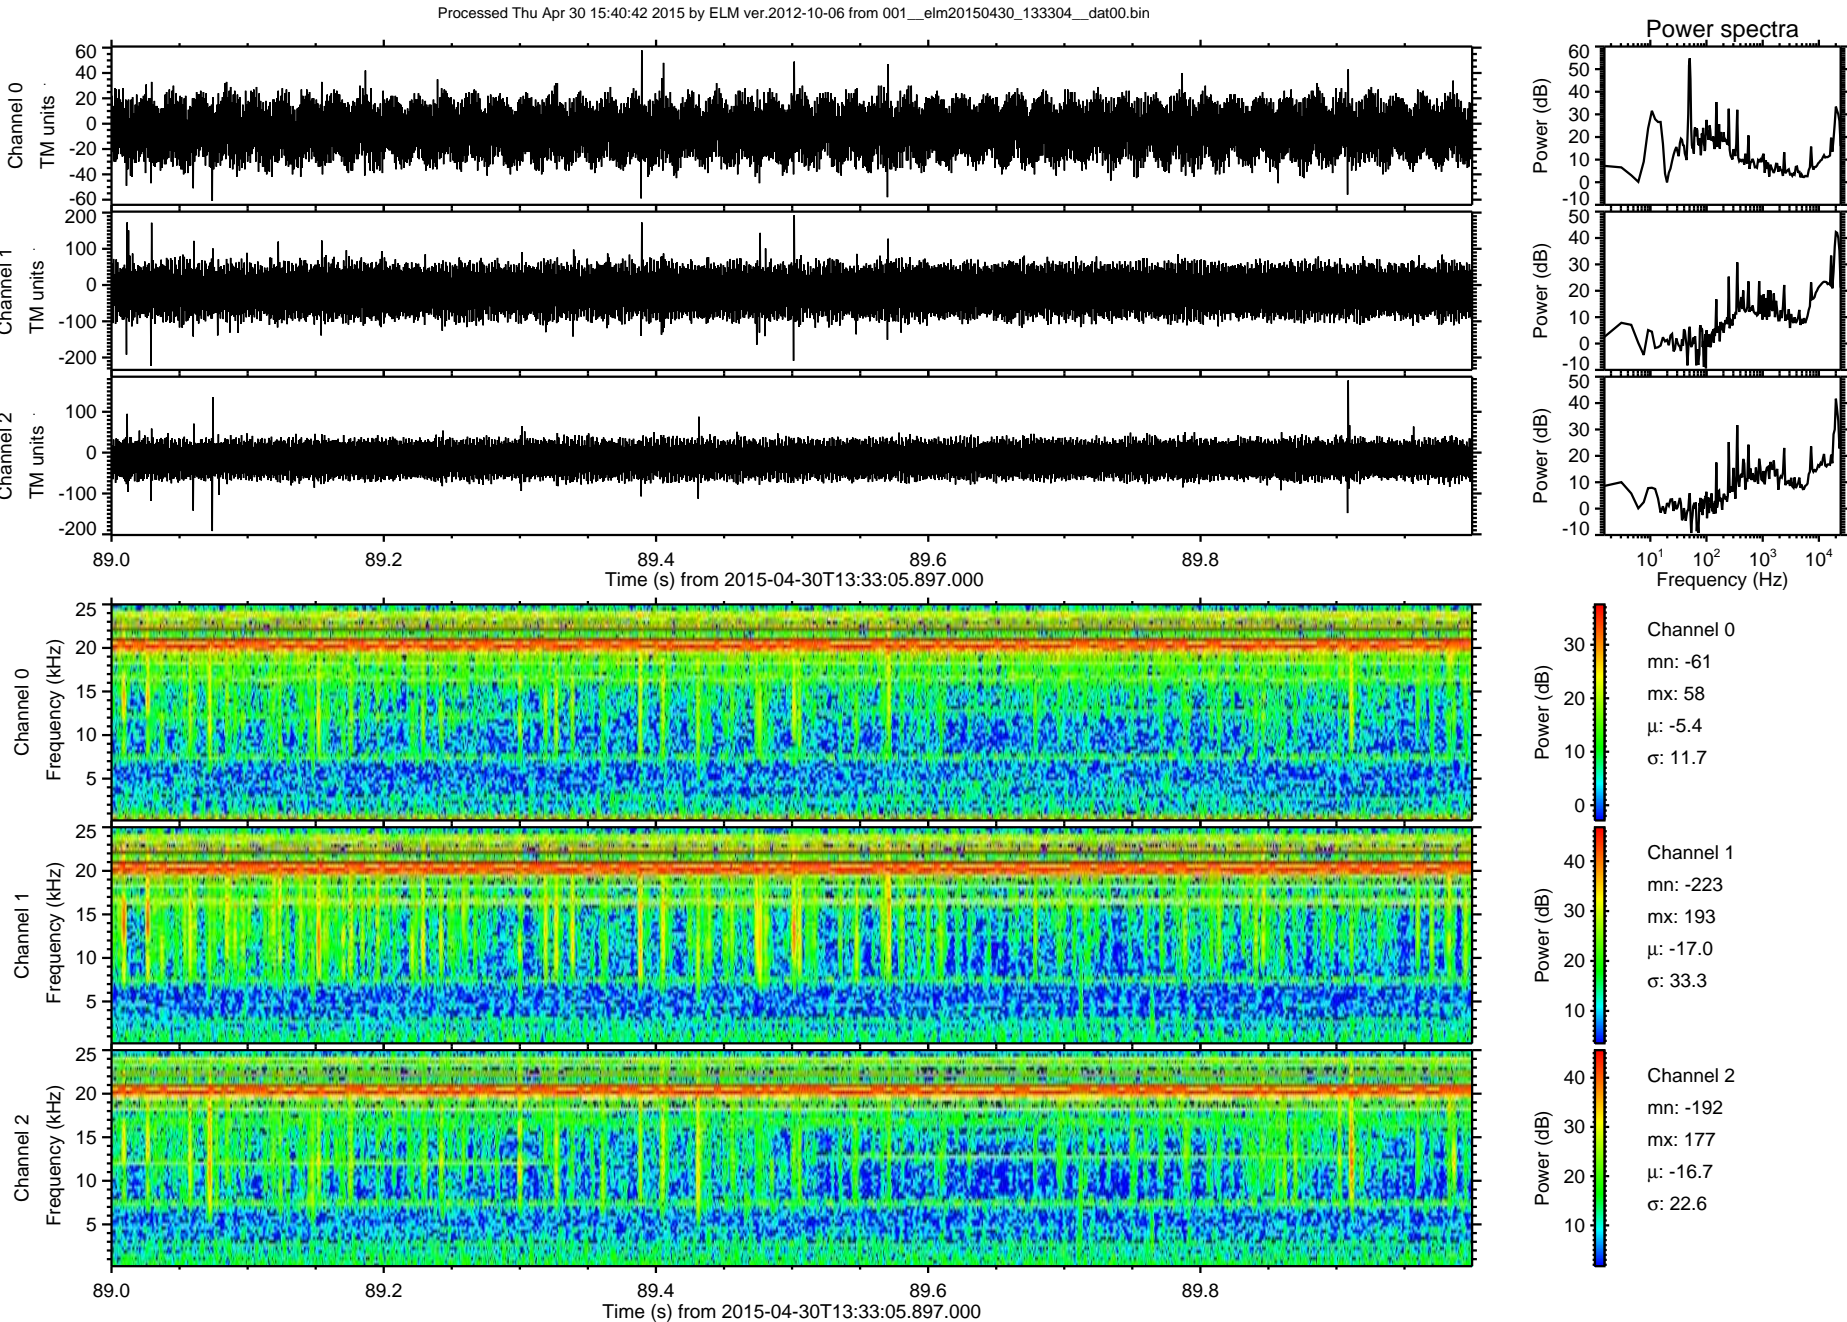 Processed Thu Apr 30 15:40:42 2015 by ELM ver.2012-10-06 from 001__elm20150430_133304__dat00.bin
Power spectra
Channel 0
TM units
60
40
20
0
-20
-40
-60
Power (dB)
60
50
40
30
20
10
0
-10
Channel 1
TM units
200
100
0
-100
-200
Power (dB)
50
40
30
20
10
0
-10
Channel 2
TM units
100
0
-100
-200
Power (dB)
50
40
30
20
10
0
-10
89.0 89.2 89.4 89.6 89.8
Time (s) from 2015-04-30T13:33:05.897.000
10¹ 10² 10³ 10⁴
Frequency (Hz)
Channel 0
Frequency (kHz)
25
20
15
10
5
Power (dB)
30
20
10
0
Channel 0
mn: -61
mx: 58
μ: -5.4
σ: 11.7
Channel 1
Frequency (kHz)
25
20
15
10
5
Power (dB)
40
30
20
10
Channel 1
mn: -223
mx: 193
μ: -17.0
σ: 33.3
Channel 2
Frequency (kHz)
25
20
15
10
5
Power (dB)
40
30
20
10
Channel 2
mn: -192
mx: 177
μ: -16.7
σ: 22.6
89.0 89.2 89.4 89.6 89.8
Time (s) from 2015-04-30T13:33:05.897.000